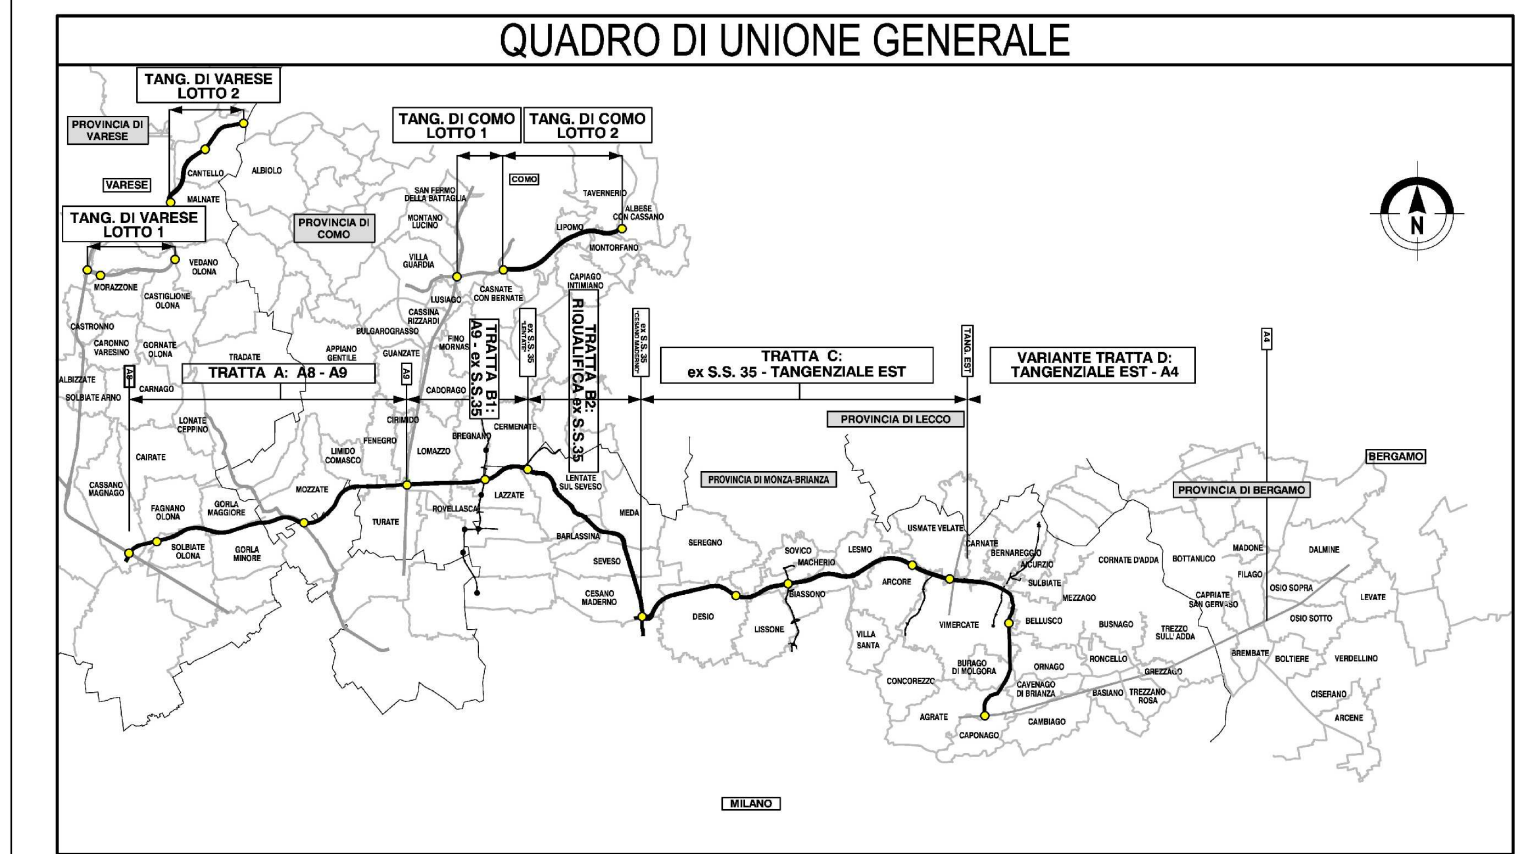 QUADRO DI UNIONE GENERALE
TANG. DI VARESE
LOTTO 2
PROVINCIA DI
VARESE
VARESE
CANTELLO
ALBIOLO
MALNATE
TANG. DI VARESE
LOTTO 1
PROVINCIA DI
COMO
TANG. DI COMO
LOTTO 1
TANG. DI COMO
LOTTO 2
COMO
SAN FERMO
DELLA BATTAGLIA
MONTANO
LUCINO
TAVERNERIO
ALBESE
CON CASSANO
LIPOMO
MONTORFANO
VILLA
GUARDIA
VEDANO
OLONA
MORAZZONE
CASTIGLIONE
OLONA
LUSIAGO
CASNATE
CON BERNATE
CAPIAGO
INTIMIANO
CASSINA
RIZZARDI
BULGAROGRASSO
CASTRONNO
CARONNO
VARESINO
GORNATE
OLONA
TRADATE
APPIANO
GENTILE
GUANZATE
FINO
MORNAS
TRATTA B1:
A9 - ex S.S.35
ex S.S. 35
"LENTATE"
TRATTA B2:
RIQUALIFICA ex S.S.35
ex S.S. 35
"CESANO MADERNO"
TRATTA C:
ex S.S. 35 - TANGENZIALE EST
TANG. EST
VARIANTE TRATTA D:
TANGENZIALE EST - A4
A4
N
ALBIZZATE
SOLBIATE ARNO
A8
CARNAGO
TRATTA A: A8 - A9
A9
CADORAGO
LONATE
CEPPINO
CIRIMIDO
FENEGRO
LIMIDO
COMASCO
LOMAZZO
BREGNANO
CERMENATE
PROVINCIA DI LECCO
PROVINCIA DI MONZA-BRIANZA
BERGAMO
PROVINCIA DI BERGAMO
CAIRATE
CASSANO
MAGNAGO
MOZZATE
FAGNANO
OLONA
GORLA
MAGGIORE
TURATE
ROVELLASCA
LAZZATE
LENTATE
SUL SEVESO
MEDA
SOLBIATE
OLONA
GORLA
MINORE
BARLASSINA
SEVESO
CESANO
MADERNO
SEREGNO
DESIO
LISSONE
SOVICO
MACHERIO
BIASSONO
LESMO
ARCORE
USMATE VELATE
CARNATE
BERNAREGGIO
AICURZIO
SULBIATE
MEZZAGO
CORNATE D'ADDA
BOTTANUCO
MADONE
FILAGO
DALMINE
OSIO SOPRA
LEVATE
CAPRIATE
SAN GERVASO
OSIO SOTTO
VIMERCATE
BELLUSCO
BUSNAGO
TREZZO
SULL' ADDA
VILLA
SANTA
BURAGO
DI MOLGORA
ORNAGO
RONCELLO
GREZZAGO
BREMBATE
BOLTIERE
VERDELLINO
CONCOREZZO
CAVENAGO
DI BRIANZA
BASIANO
TREZZANO
ROSA
CISERANO
ARCENE
AGRATE
CAPONAGO
CAMBIAGO
MILANO